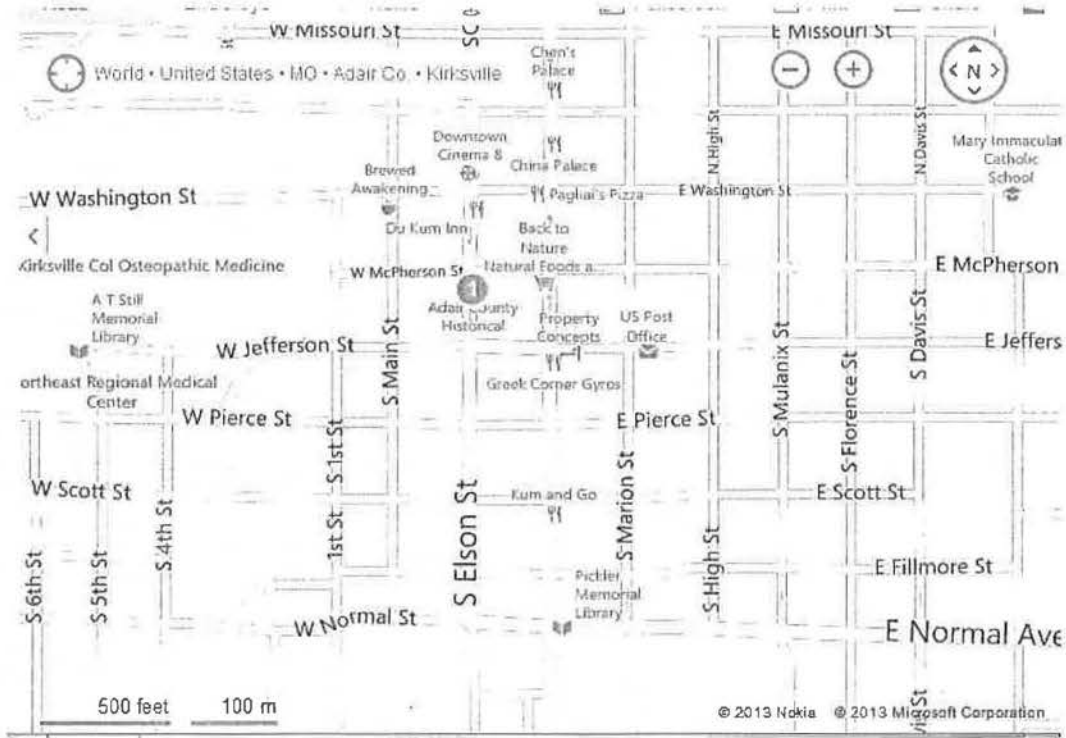 W Missouri St
E Missouri St
Chen's
Palace
World • United States • MO • Adair Co. • Kirksville
N
N High St
N Davis St
Downtown
Cinema 8
China Palace
Mary Immaculat
Catholic
School
Brewed
Awakening...
W Washington St
Pagliai's Pizza
E Washington St
Du Kum Inn
Back to
Nature
Natural Foods a...
Kirksville Col Osteopathic Medicine
W McPherson St
E McPherson
A T Still
Memorial
Library
Adair County
Historical
Property
Concepts
US Post
Office
W Jefferson St
S Main St
E Jeffers
S Davis St
ortheast Regional Medical
Center
Greek Corner Gyros
S Mulanix St
S Florence St
W Pierce St
E Pierce St
S 1st St
W Scott St
Kum and Go
S Marion St
E Scott St
S 6th St
S 5th St
S 4th St
1st St
S Elson St
S High St
E Fillmore St
Pickler
Memorial
Library
W Normal St
E Normal Ave
500 feet
100 m
© 2013 Nokia © 2013 Microsoft Corporation
vis St